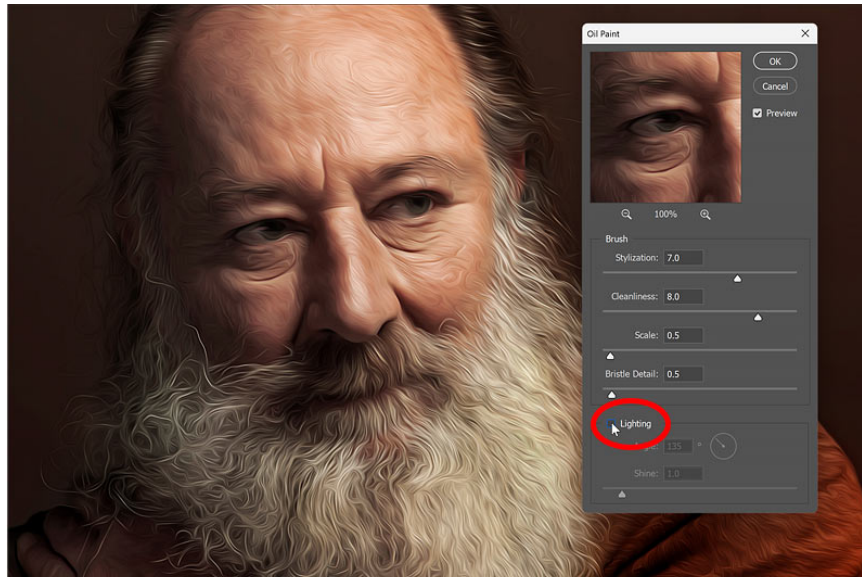 Oil Paint
OK
Cancel
Preview
100%
Brush
Stylization: 7.0
Cleanliness: 8.0
Scale: 0.5
Bristle Detail: 0.5
Lighting
135 °
Shine: 1.0